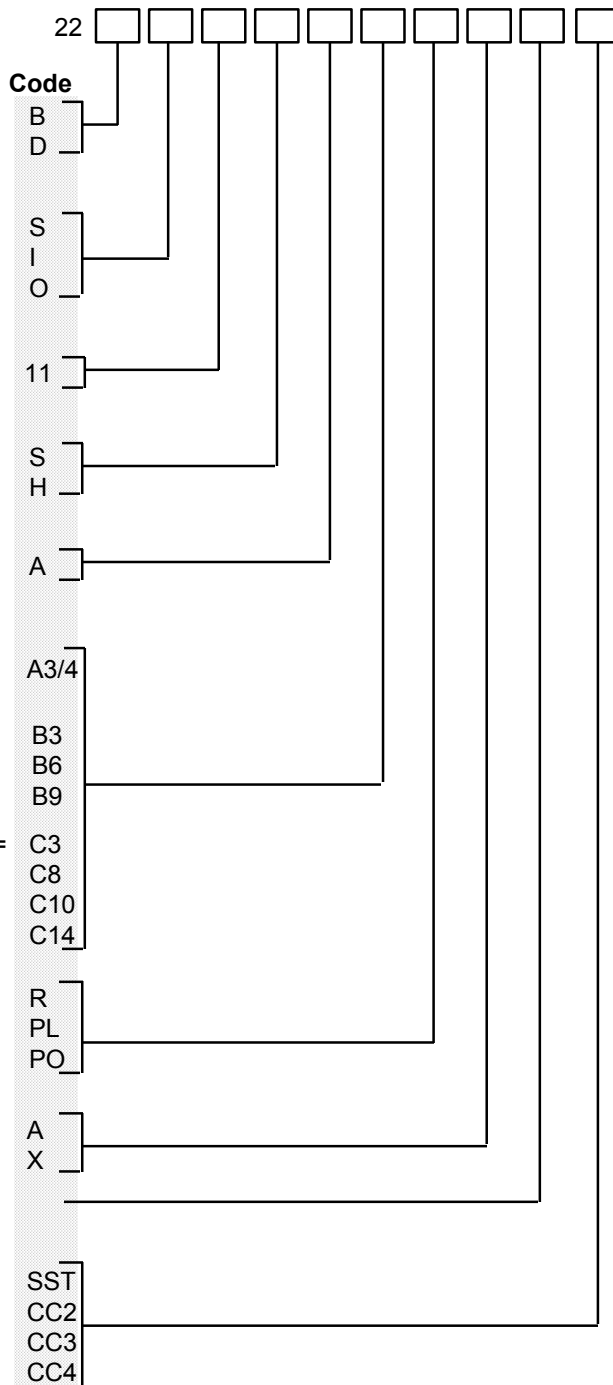 22
Code
B
D
S
I
O
11
S
H
A
A3/4
B3
B6
B9
= C3
C8
C10
C14
R
PL
PO
A
X
SST
CC2
CC3
CC4